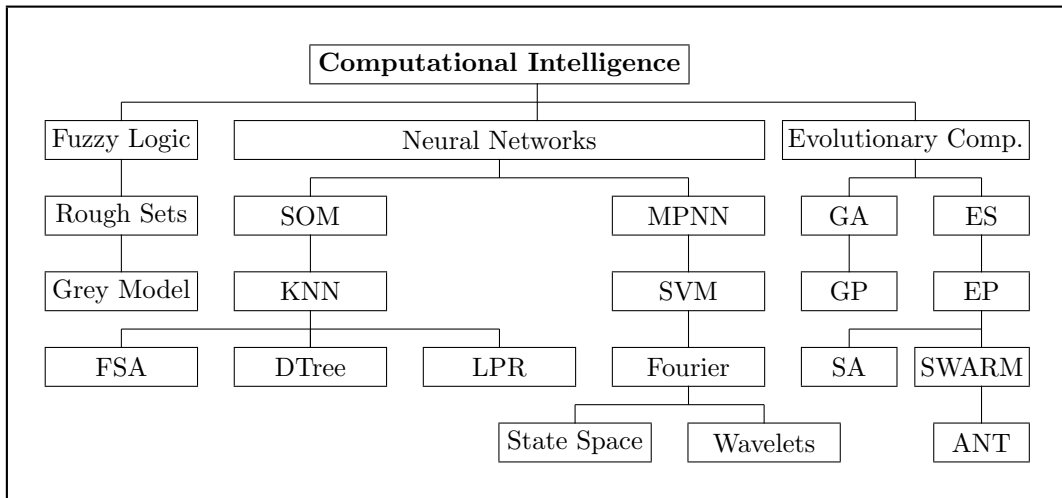 Computational Intelligence
Fuzzy Logic
Neural Networks
Evolutionary Comp.
Rough Sets
SOM
MPNN
GA
ES
Grey Model
KNN
SVM
GP
EP
FSA
DTree
LPR
Fourier
SA
SWARM
State Space
Wavelets
ANT